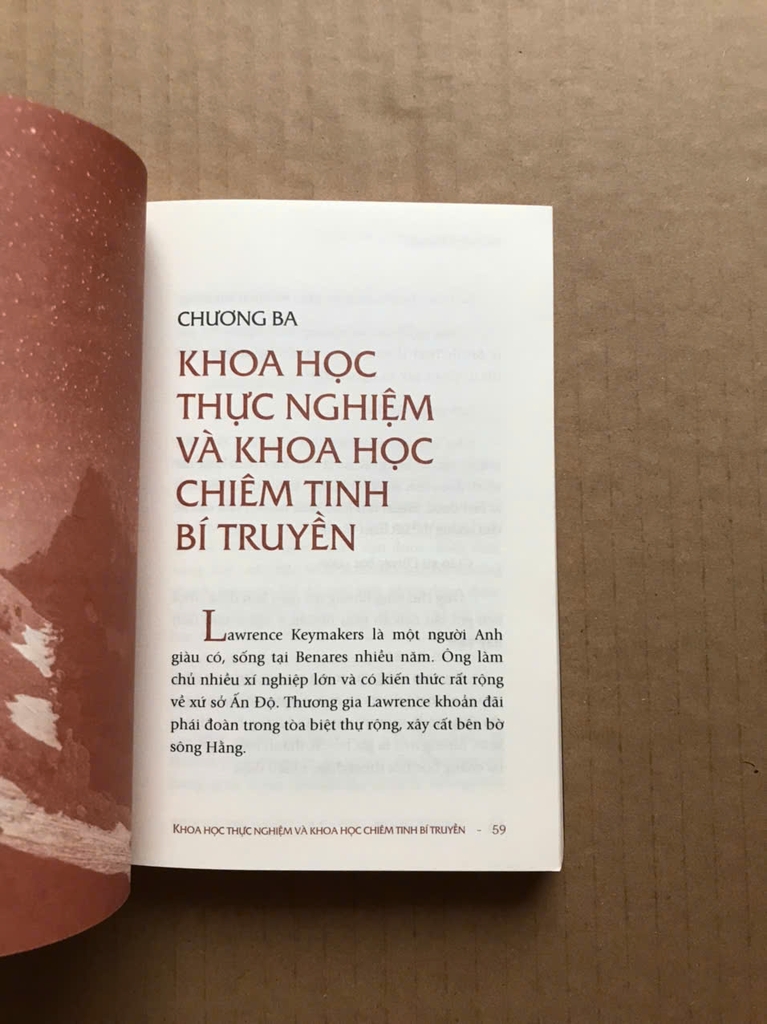 CHƯƠNG BA
KHOA HỌC
THỰC NGHIỆM
VÀ KHOA HỌC
CHIÊM TINH
BÍ TRUYỀN
Lawrence Keymakers là một người Anh
giàu có, sống tại Benares nhiều năm. Ông làm
chủ nhiều xí nghiệp lớn và có kiến thức rất rộng
về xứ sở Ấn Độ. Thương gia Lawrence khoản đãi
phái đoàn trong tòa biệt thự rộng, xây cất bên bờ
sông Hằng.
KHOA HỌC THỰC NGHIỆM VÀ KHOA HỌC CHIÊM TINH BÍ TRUYỀN - 59